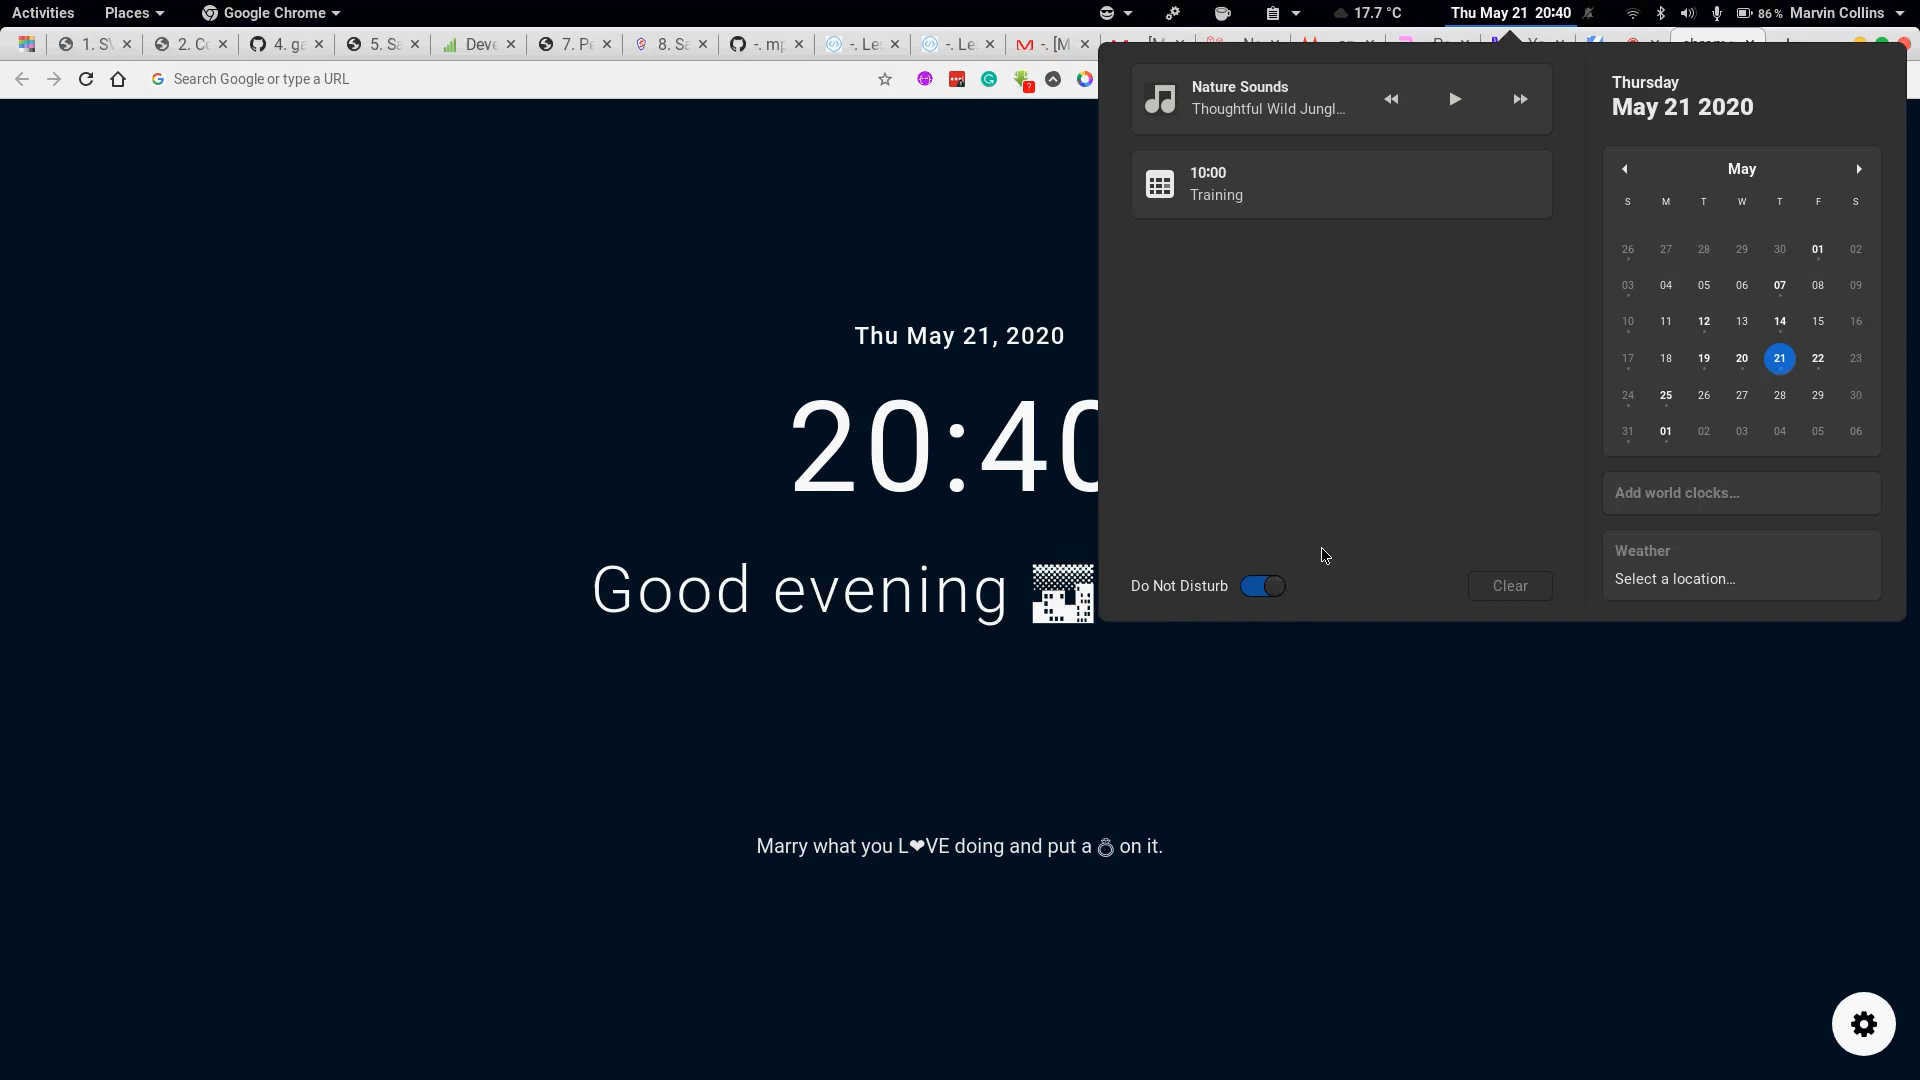 Activities Places Google Chrome 17.7 °C Thu May 21 20:40 86 % Marvin Collins
1. 2. 4. 5. 7. 8. Sa -. -. Le -. Le -. [M
Search Google or type a URL
Nature Sounds
Thoughtful Wild Jungl...
10:00
Training
Do Not Disturb
Clear
Thursday
May 21 2020
May
S M T W T F S
26 27 28 29 30 01 02
03 04 05 06 07 08 09
10 11 12 13 14 15 16
17 18 19 20 21 22 23
24 25 26 27 28 29 30
31 01 02 03 04 05 06
Add world clocks...
Weather
Select a location...
Thu May 21, 2020
20:40
Good evening
Marry what you L❤VE doing and put a 💍 on it.